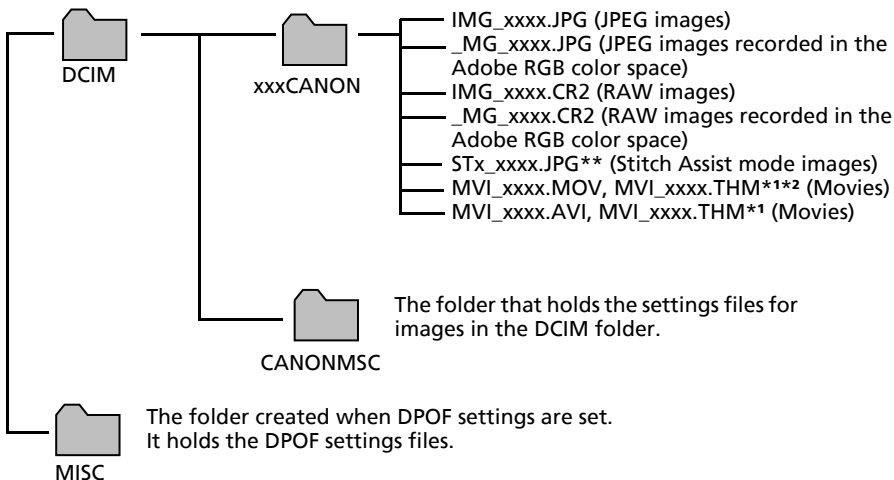 DCIM
xxxCANON
IMG_xxxx.JPG (JPEG images)
_MG_xxxx.JPG (JPEG images recorded in the
Adobe RGB color space)
IMG_xxxx.CR2 (RAW images)
_MG_xxxx.CR2 (RAW images recorded in the
Adobe RGB color space)
STx_xxxx.JPG** (Stitch Assist mode images)
MVI_xxxx.MOV, MVI_xxxx.THM*1*2 (Movies)
MVI_xxxx.AVI, MVI_xxxx.THM*1 (Movies)
The folder that holds the settings files for
images in the DCIM folder.
CANONMSC
The folder created when DPOF settings are set.
It holds the DPOF settings files.
MISC